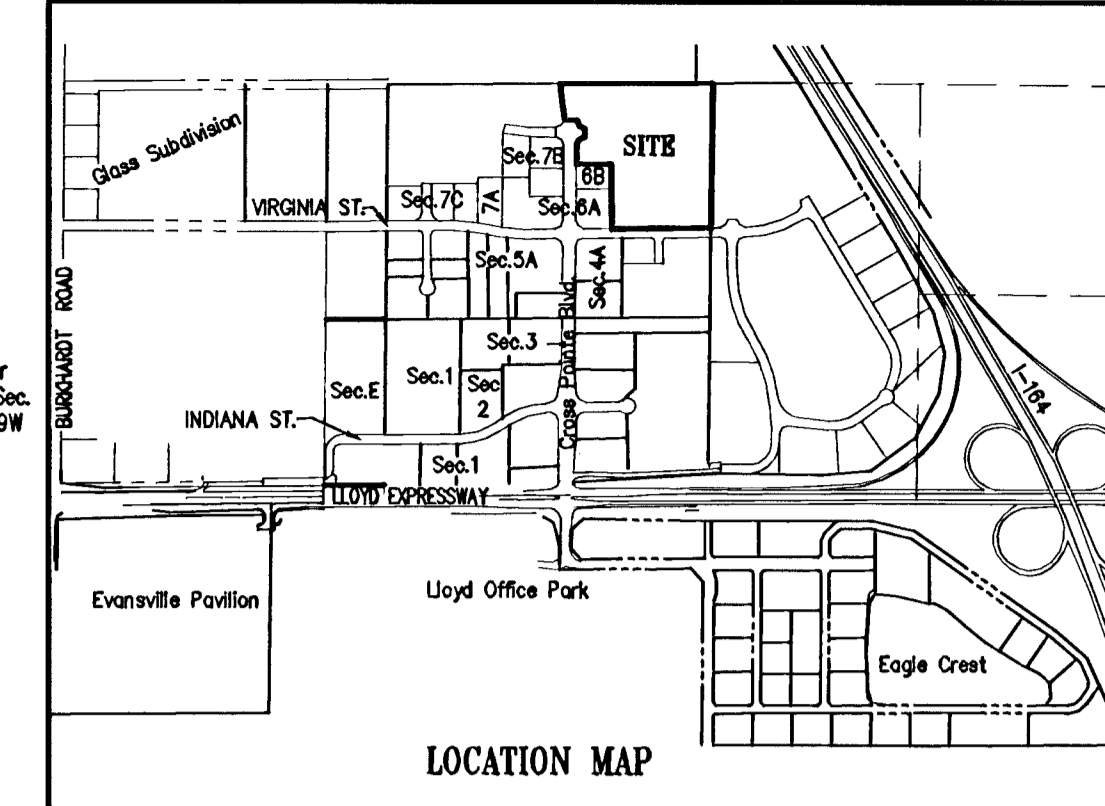 Glass Subdivision
SITE
Sec.7B
6B
Sec.7C
7A
Sec.6A
VIRGINIA ST.
Sec.5A
Sec.4A
BURKHARDT ROAD
Cross Pointe Blvd.
Sec.3
Sec.E
Sec.1
Sec
2
I-164
r
Sec.
9W
INDIANA ST.
Sec.1
LLOYD EXPRESSWAY
Evansville Pavilion
Lloyd Office Park
Eagle Crest
LOCATION MAP